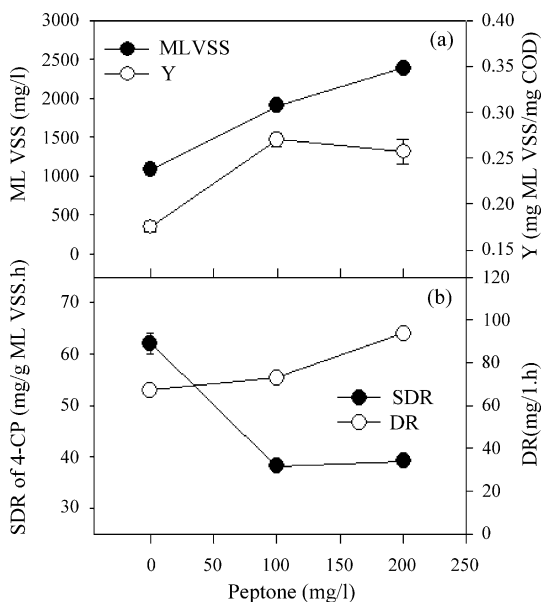 3000
2500
2000
1500
1000
500
0
ML VSS (mg/l)
MLVSS
Y
(a)
0.40
0.35
0.30
0.25
0.20
0.15
Y (mg ML VSS/mg COD)
70
60
50
40
30
SDR of 4-CP (mg/g ML VSS.h)
(b)
SDR
DR
120
100
80
60
40
20
0
DR(mg/1.h)
0 50 100 150 200 250
Peptone (mg/l)